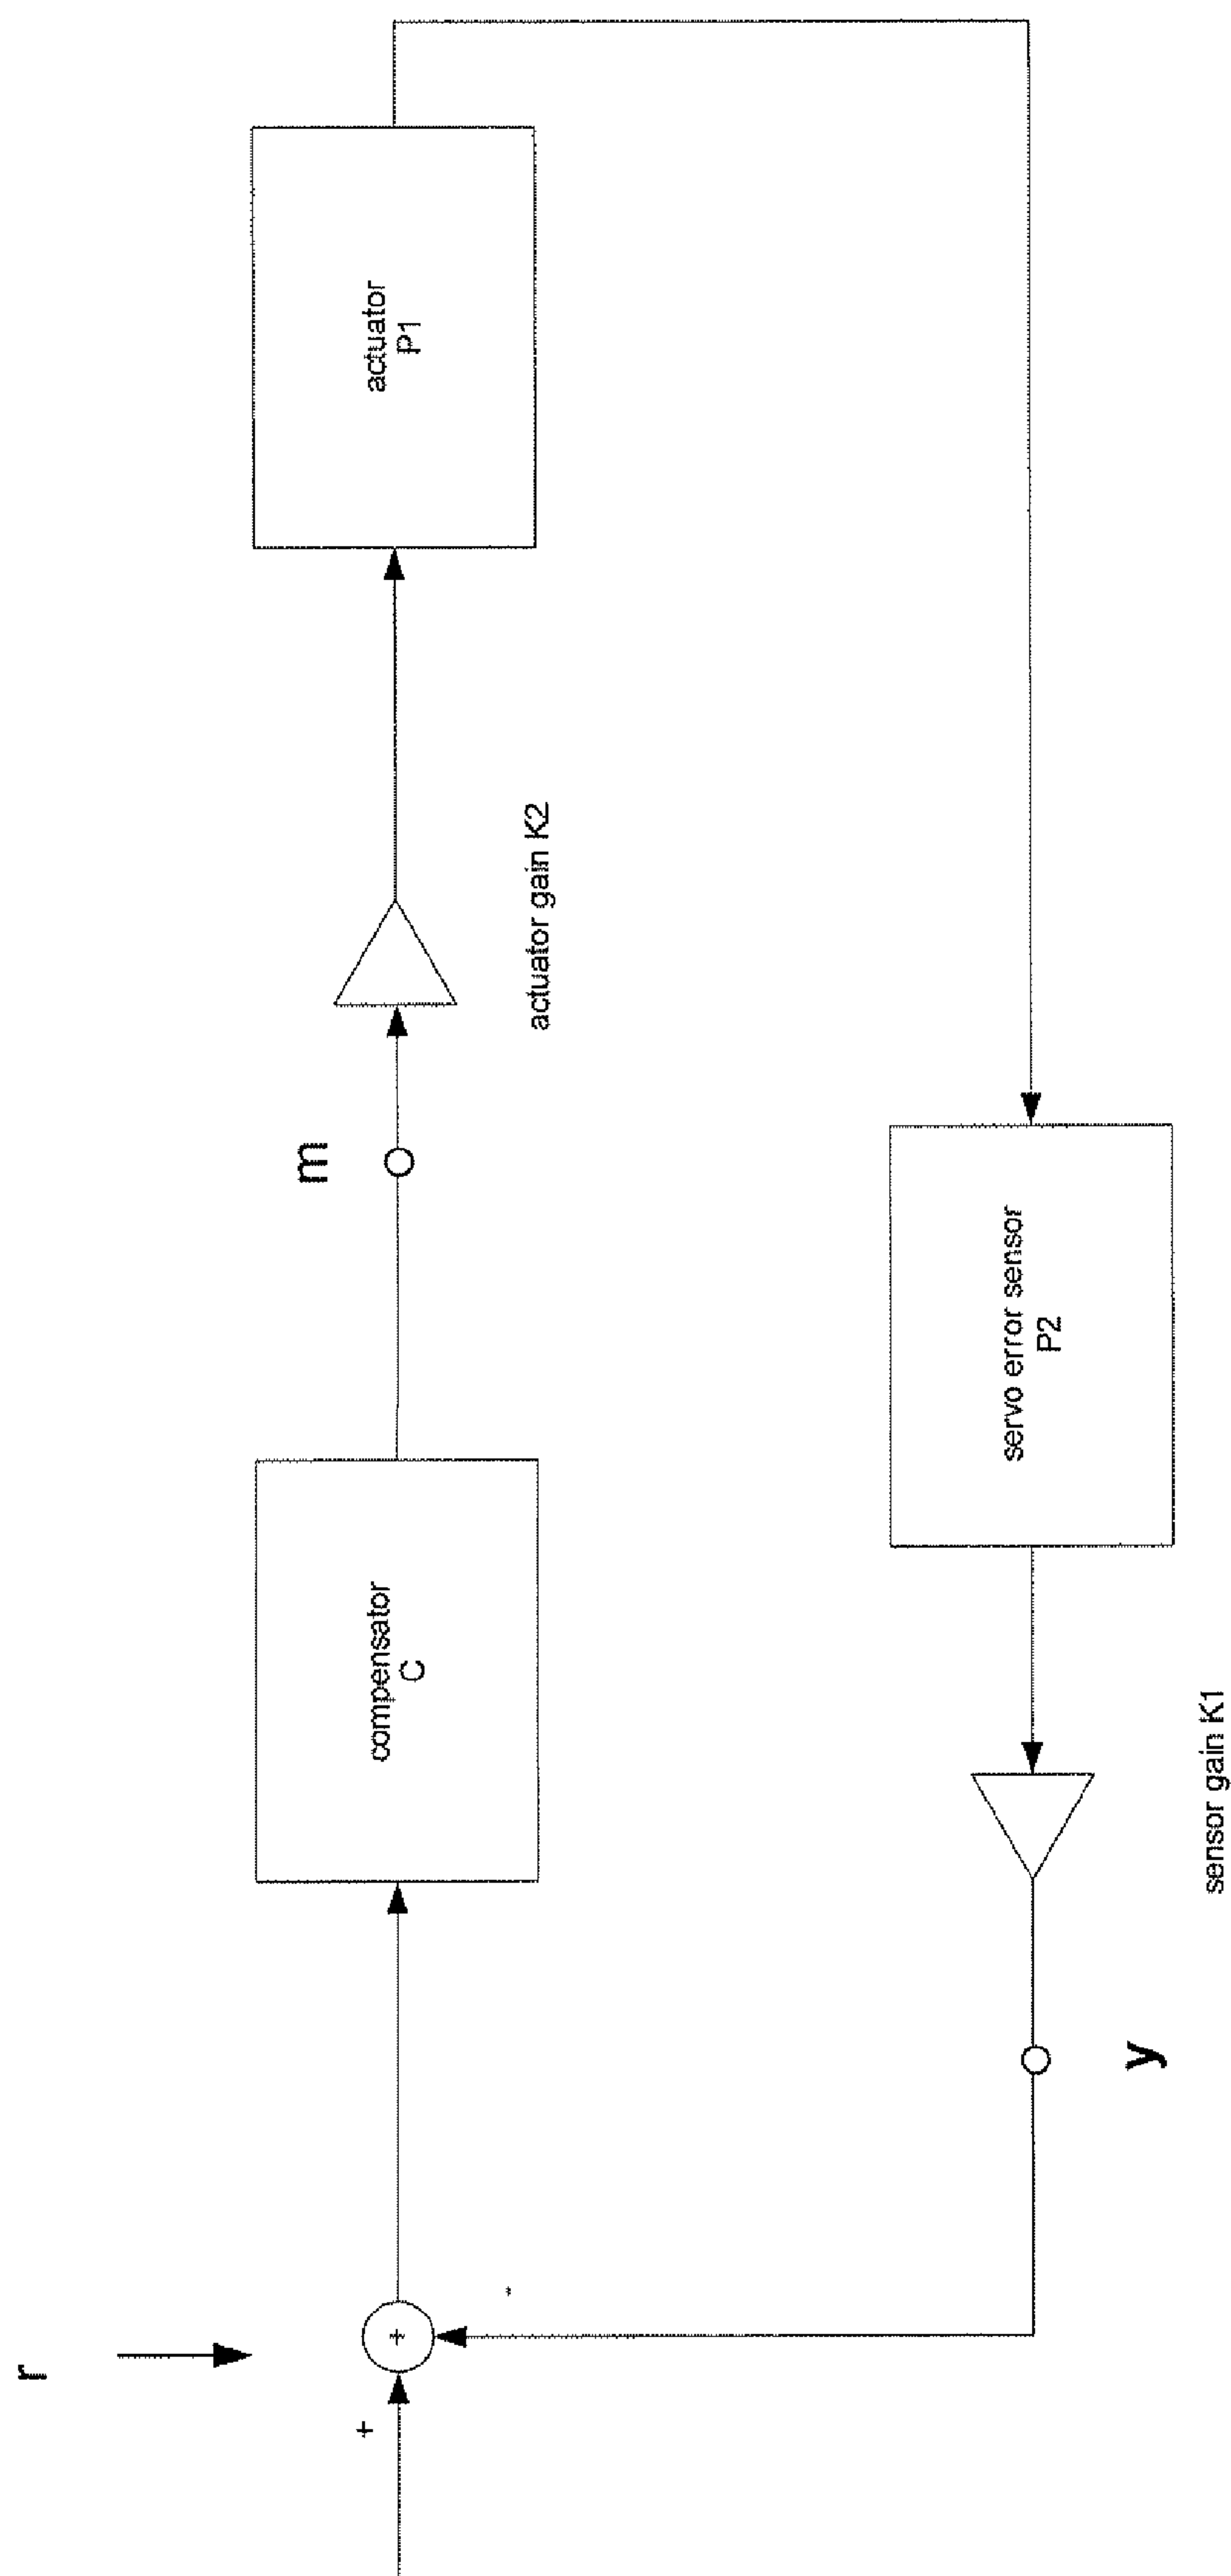 r
+
+
-
compensator
C
m
actuator gain K2
actuator
P1
servo error sensor
P2
sensor gain K1
y